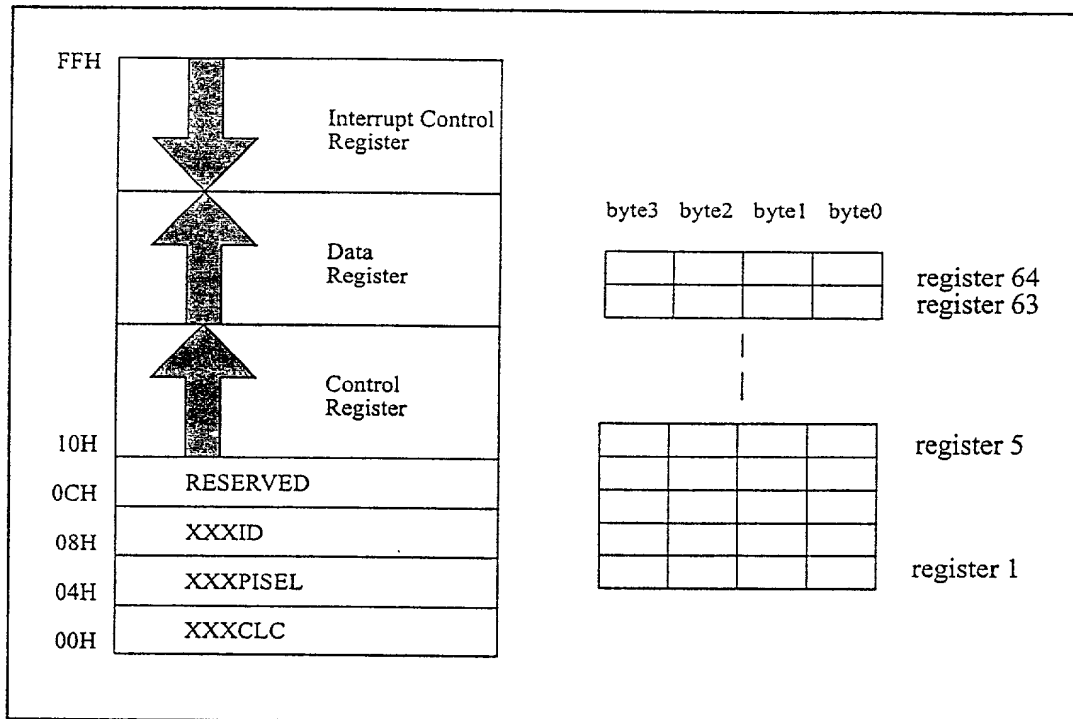 FFH
Interrupt Control
Register
Data
Register
Control
Register
10H
RESERVED
0CH
XXXID
08H
XXXPISEL
04H
XXXCLC
00H
byte3 byte2 byte1 byte0
register 64
register 63
register 5
register 1